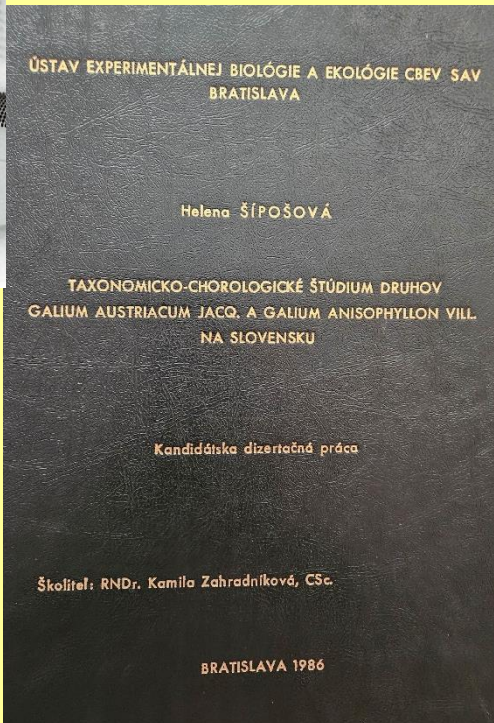 ÚSTAV EXPERIMENTÁLNEJ BIOLÓGIE A EKOLÓGIE CBEV SAV
BRATISLAVA
Helena ŠÍPOŠOVÁ
TAXONOMICKO-CHOROLOGICKÉ ŠTÚDIUM DRUHOV
GALIUM AUSTRIACUM JACQ. A GALIUM ANISOPHYLLON VILL.
NA SLOVENSKU
Kandidátska dizertačná práca
Školiteľ: RNDr. Kamila Zahradníková, CSc.
BRATISLAVA 1986